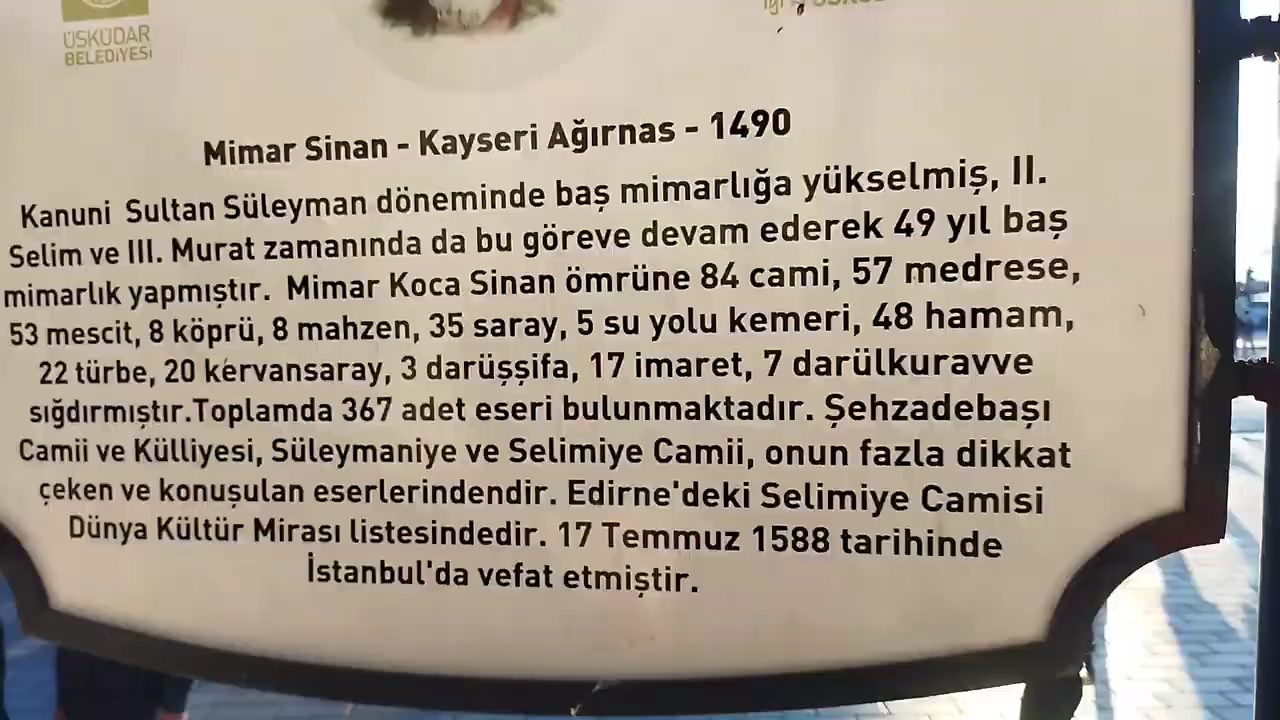 ÜSKÜDAR
BELEDİYESİ
Mimar Sinan - Kayseri Ağırnas - 1490
Kanuni Sultan Süleyman döneminde baş mimarlığa yükselmiş, II.
Selim ve III. Murat zamanında da bu göreve devam ederek 49 yıl baş
mimarlık yapmıştır. Mimar Koca Sinan ömrüne 84 cami, 57 medrese,
53 mescit, 8 köprü, 8 mahzen, 35 saray, 5 su yolu kemeri, 48 hamam,
22 türbe, 20 kervansaray, 3 darüşşifa, 17 imaret, 7 darülkuravve
sığdırmıştır.Toplamda 367 adet eseri bulunmaktadır. Şehzadebaşı
Camii ve Külliyesi, Süleymaniye ve Selimiye Camii, onun fazla dikkat
çeken ve konuşulan eserlerindendir. Edirne'deki Selimiye Camisi
Dünya Kültür Mirası listesindedir. 17 Temmuz 1588 tarihinde
İstanbul'da vefat etmiştir.